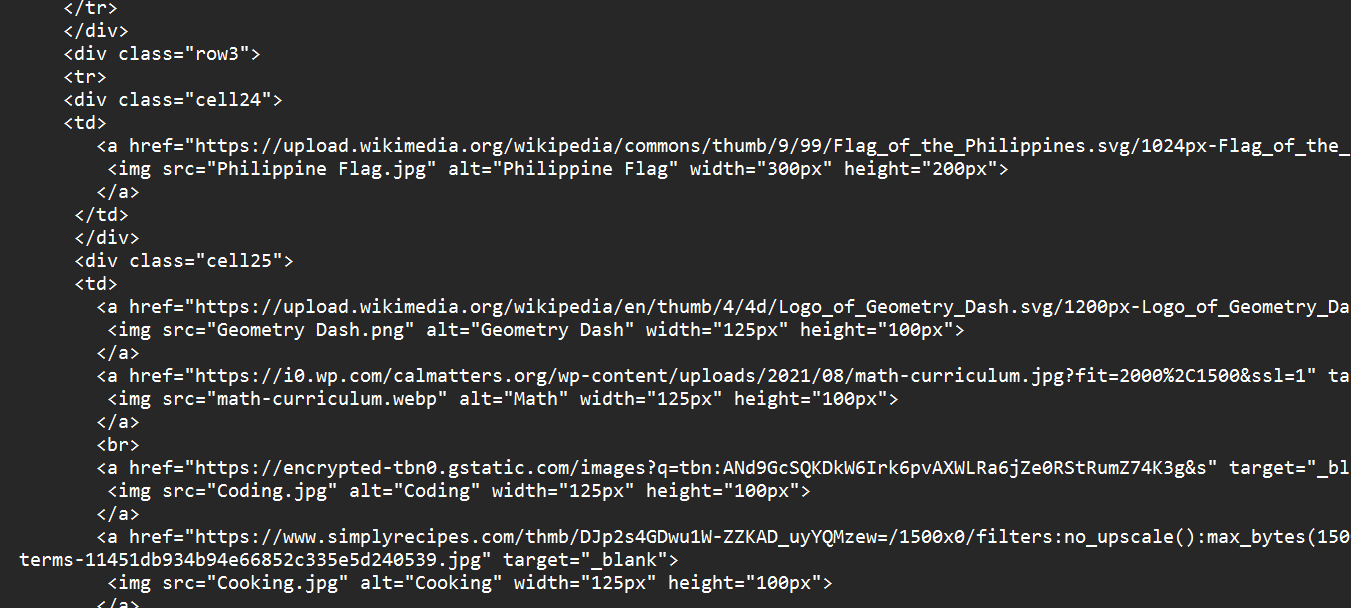 </tr>
</div>
<div class="row3">
<tr>
<div class="cell24">
<td>
<a href="https://upload.wikimedia.org/wikipedia/commons/thumb/9/99/Flag_of_the_Philippines.svg/1024px-Flag_of_the_
<img src="Philippine Flag.jpg" alt="Philippine Flag" width="300px" height="200px">
</a>
</td>
</div>
<div class="cell25">
<td>
<a href="https://upload.wikimedia.org/wikipedia/en/thumb/4/4d/Logo_of_Geometry_Dash.svg/1200px-Logo_of_Geometry_Da
<img src="Geometry Dash.png" alt="Geometry Dash" width="125px" height="100px">
</a>
<a href="https://i0.wp.com/calmatters.org/wp-content/uploads/2021/08/math-curriculum.jpg?fit=2000%2C1500&ssl=1" ta
<img src="math-curriculum.webp" alt="Math" width="125px" height="100px">
</a>
<br>
<a href="https://encrypted-tbn0.gstatic.com/images?q=tbn:ANd9GcSQKDkW6Irk6pvAXWLRa6jZe0RStRumZ74K3g&s" target="_bl
<img src="Coding.jpg" alt="Coding" width="125px" height="100px">
</a>
<a href="https://www.simplyrecipes.com/thmb/DJp2s4GDwu1W-ZZKAD_uyYQMzew=/1500x0/filters:no_upscale():max_bytes(150
terms-11451db934b94e66852c335e5d240539.jpg" target="_blank">
<img src="Cooking.jpg" alt="Cooking" width="125px" height="100px">
</a>